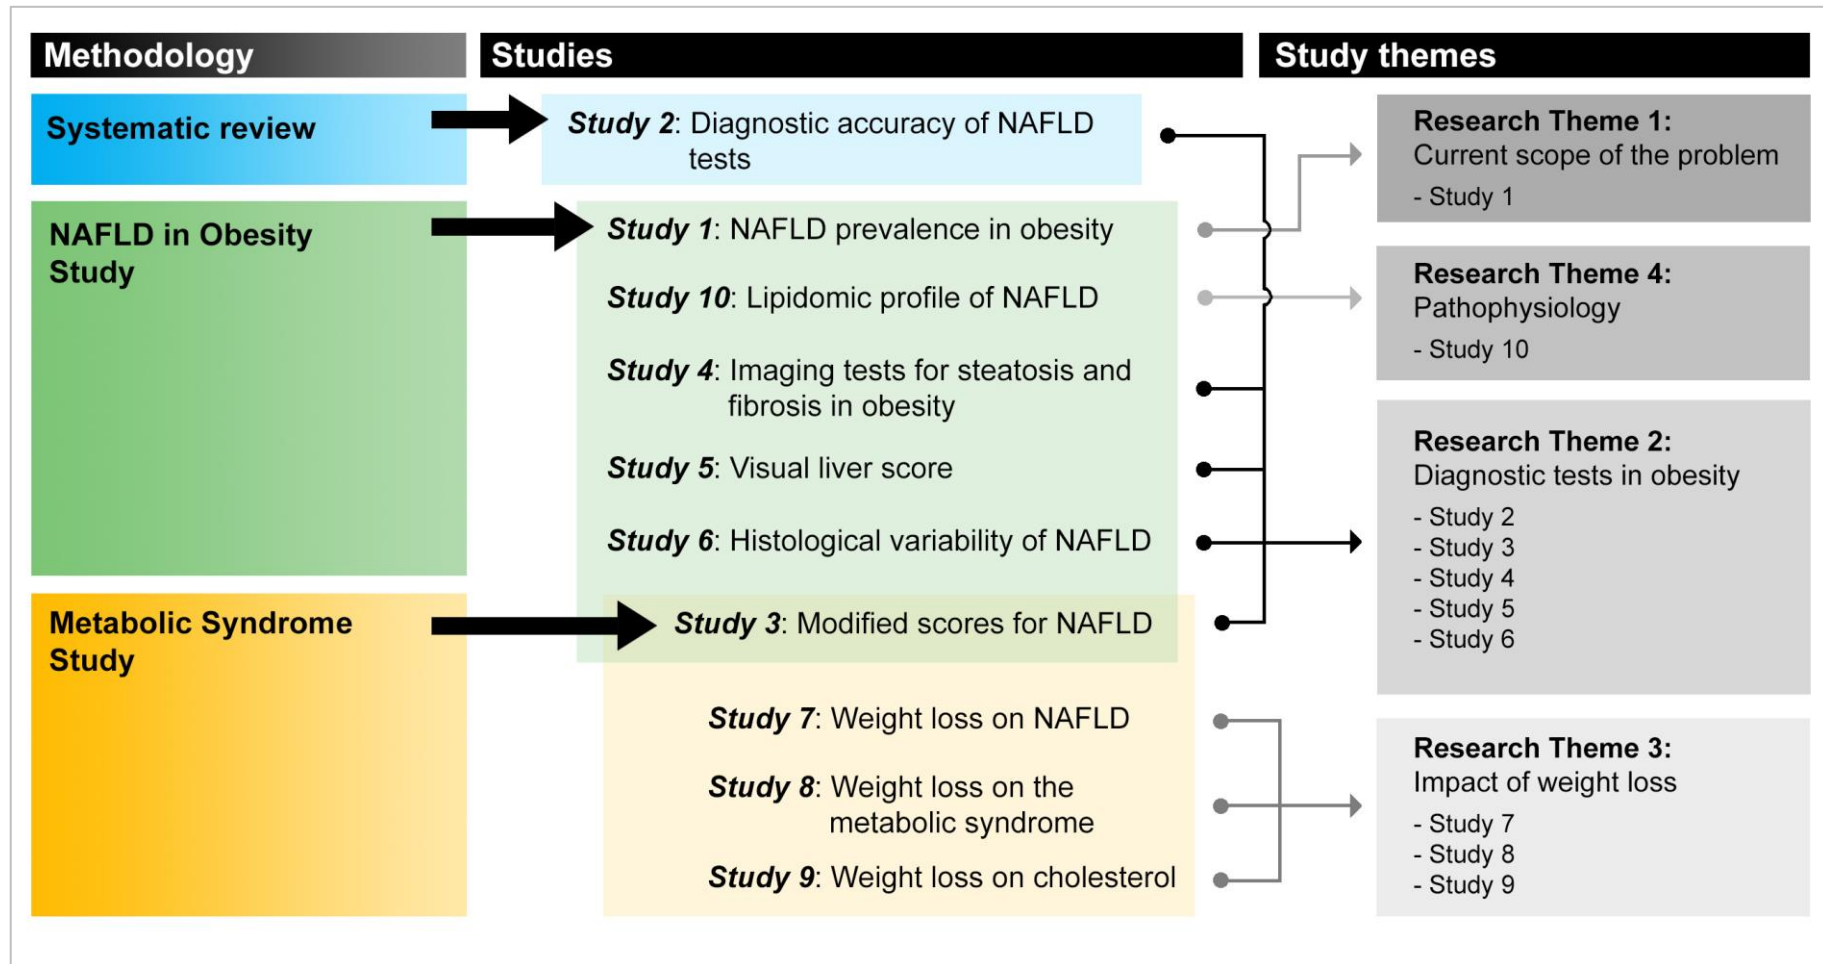 Methodology
Studies
Study themes
Systematic review
Study 2: Diagnostic accuracy of NAFLD
tests
NAFLD in Obesity
Study
Study 1: NAFLD prevalence in obesity
Study 10: Lipidomic profile of NAFLD
Study 4: Imaging tests for steatosis and
fibrosis in obesity
Study 5: Visual liver score
Study 6: Histological variability of NAFLD
Metabolic Syndrome
Study
Study 3: Modified scores for NAFLD
Study 7: Weight loss on NAFLD
Study 8: Weight loss on the
metabolic syndrome
Study 9: Weight loss on cholesterol
Research Theme 1:
Current scope of the problem
- Study 1
Research Theme 4:
Pathophysiology
- Study 10
Research Theme 2:
Diagnostic tests in obesity
- Study 2
- Study 3
- Study 4
- Study 5
- Study 6
Research Theme 3:
Impact of weight loss
- Study 7
- Study 8
- Study 9